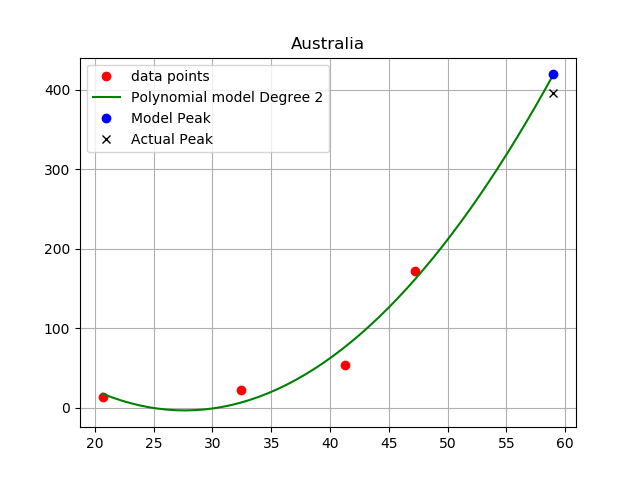 Australia
data points
Polynomial model Degree 2
Model Peak
Actual Peak
400
300
200
100
0
20 25 30 35 40 45 50 55 60